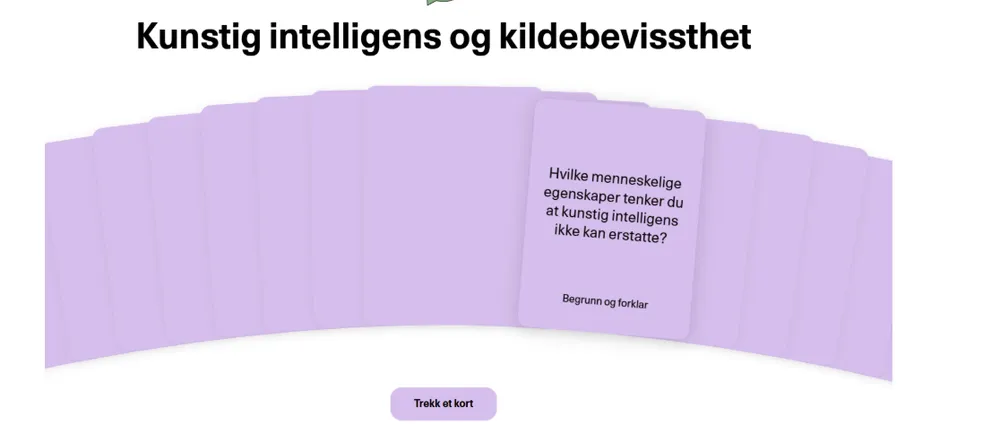 Kunstig intelligens og kildebevissthet
Hvilke menneskelige
egenskaper tenker du
at kunstig intelligens
ikke kan erstatte?
Begrunn og forklar
Trekk et kort